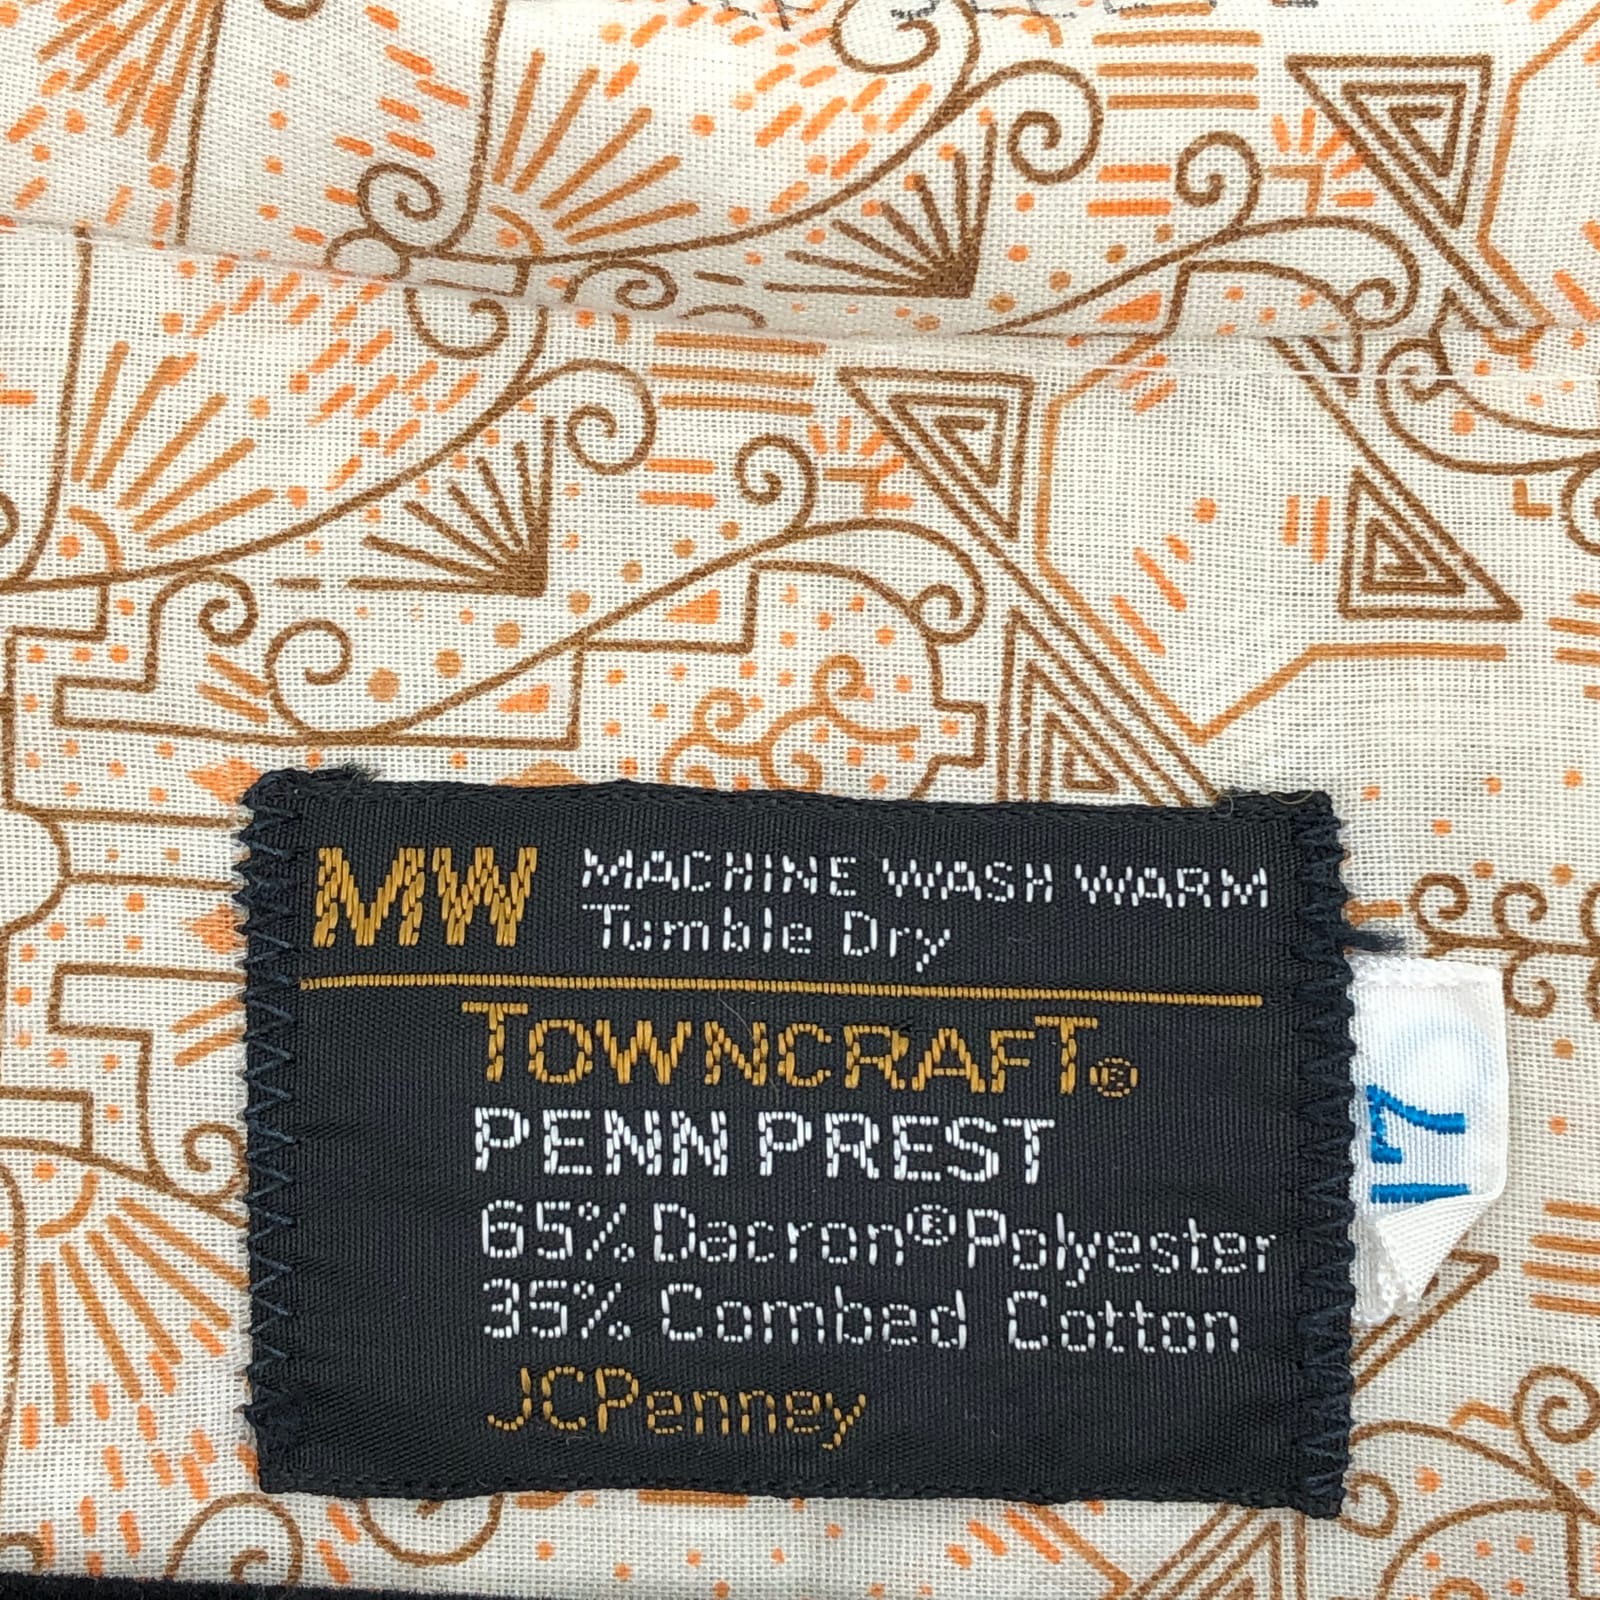 MW MACHINE WASH WARM
Tumble Dry
TOWNCRAFT®
PENN PREST
65% Dacron® Polyester
35% Combed Cotton
JCPenney
17